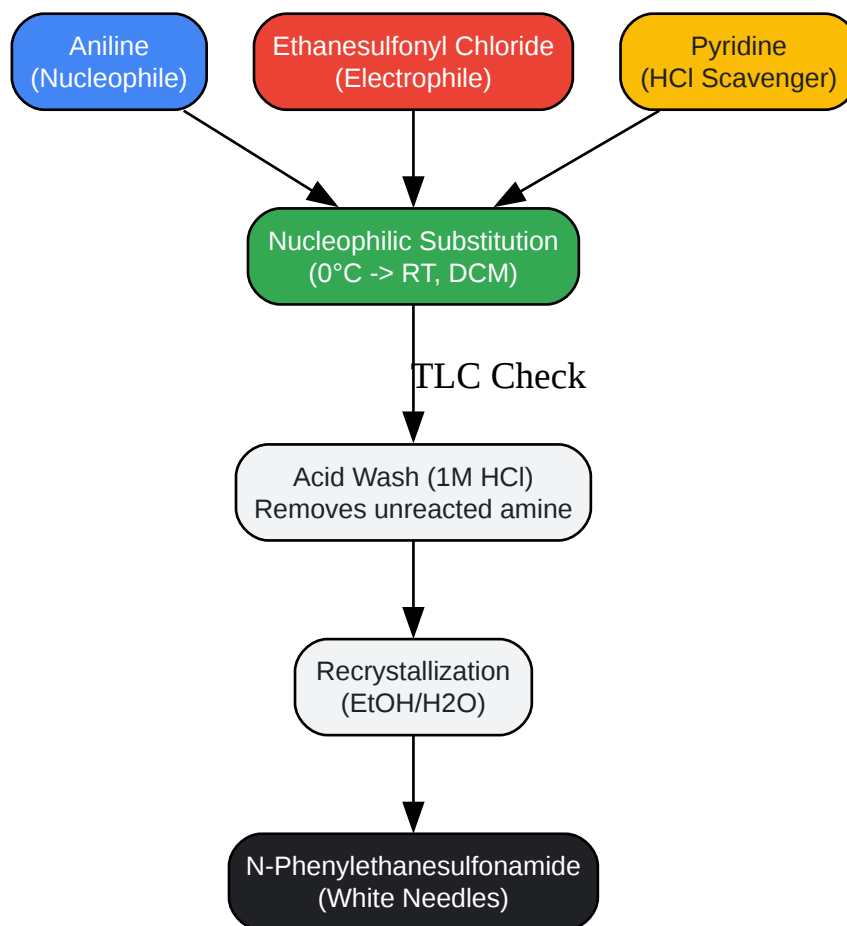 Aniline
(Nucleophile)
Ethanesulfonyl Chloride
(Electrophile)
Pyridine
(HCl Scavenger)
Nucleophilic Substitution
(0°C -> RT, DCM)
TLC Check
Acid Wash (1M HCl)
Removes unreacted amine
Recrystallization
(EtOH/H2O)
N-Phenylethanesulfonamide
(White Needles)